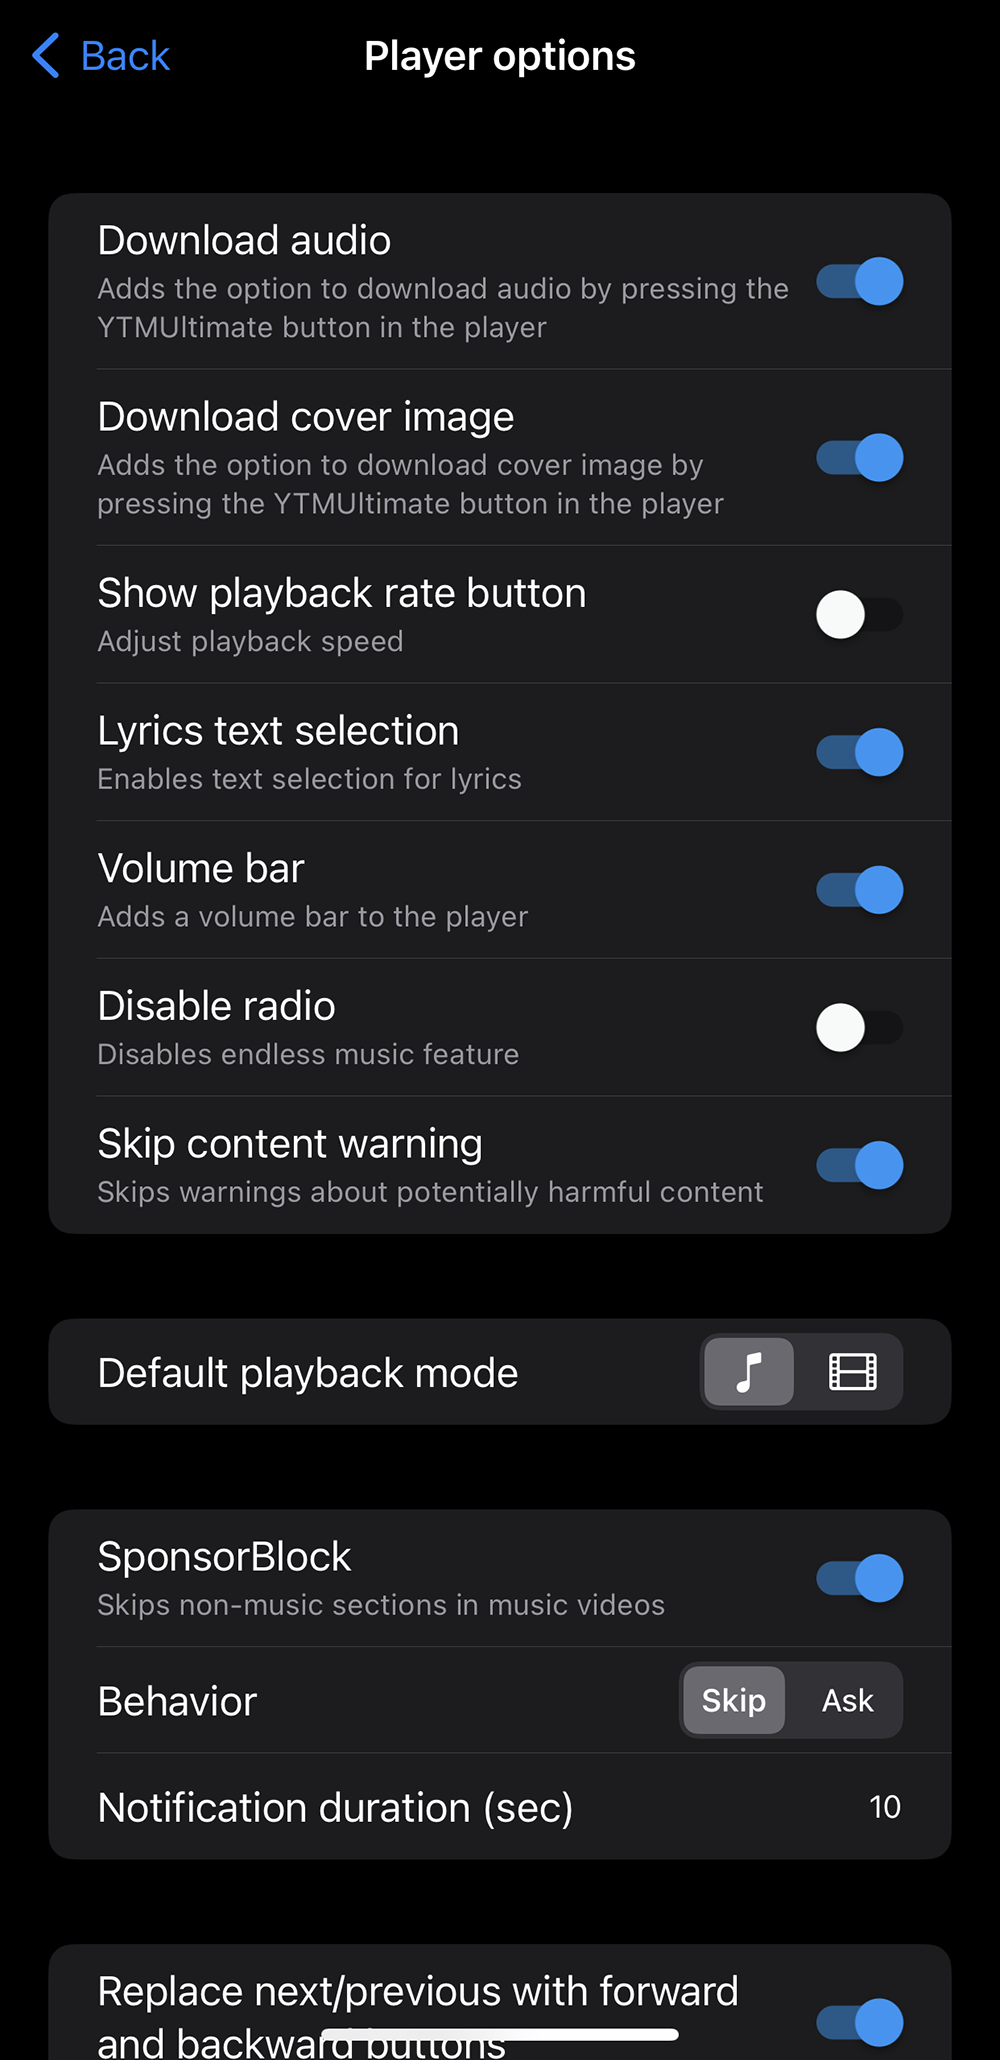 Back
Player options
Download audio
Adds the option to download audio by pressing the
YTMUltimate button in the player
Download cover image
Adds the option to download cover image by
pressing the YTMUltimate button in the player
Show playback rate button
Adjust playback speed
Lyrics text selection
Enables text selection for lyrics
Volume bar
Adds a volume bar to the player
Disable radio
Disables endless music feature
Skip content warning
Skips warnings about potentially harmful content
Default playback mode
SponsorBlock
Skips non-music sections in music videos
Behavior
Skip
Ask
Notification duration (sec)
10
Replace next/previous with forward
and backward buttons